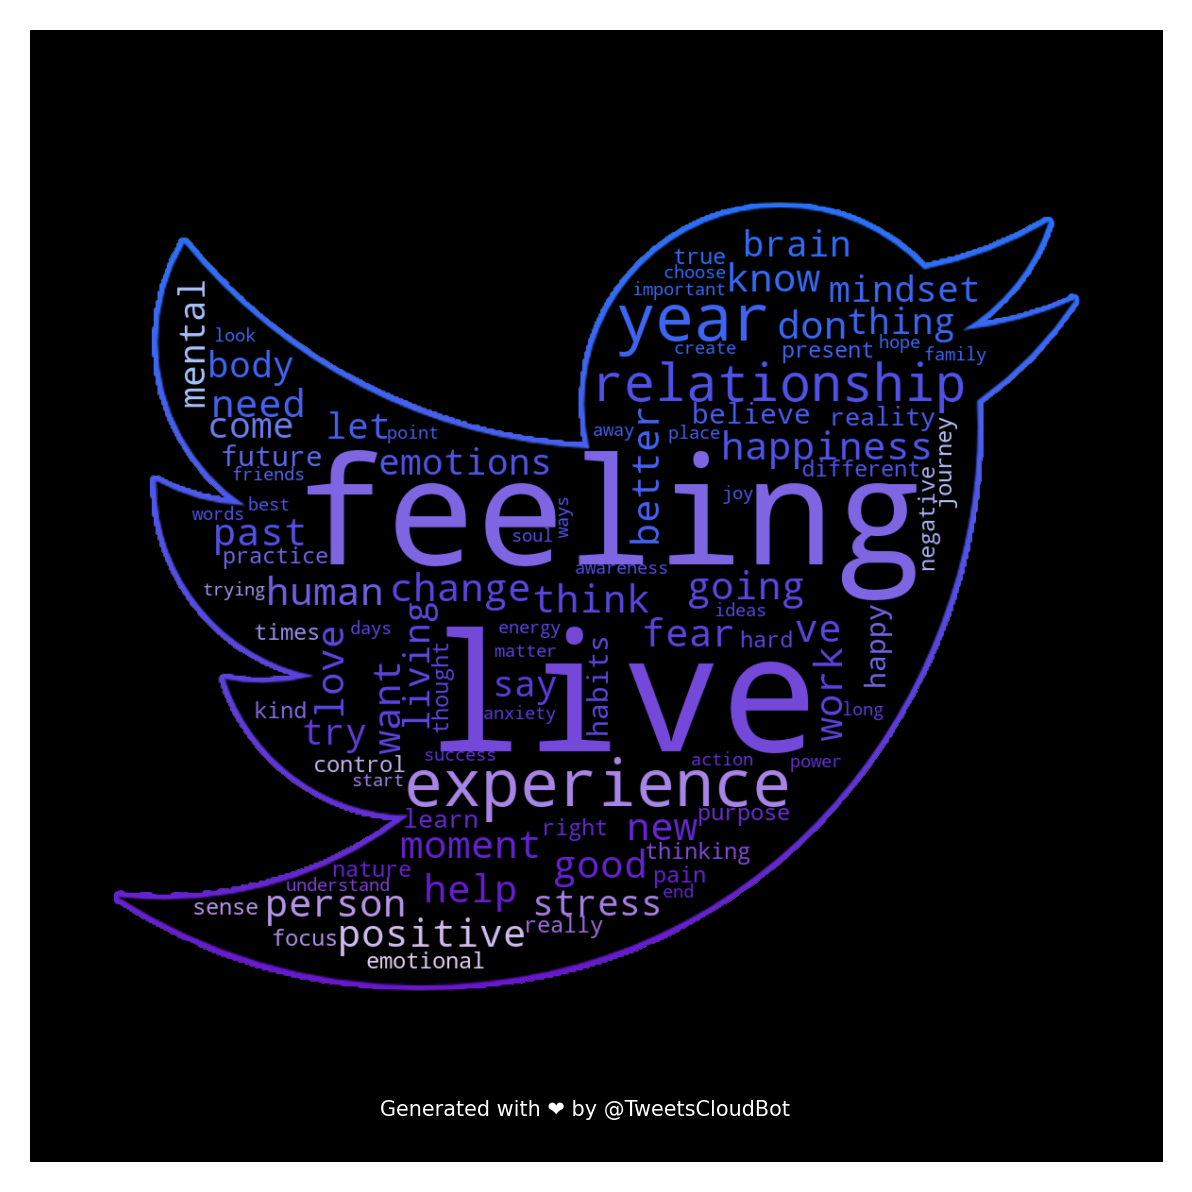 brain
true
choose
know
important
mindset
year
don
thing
create
present
hope
family
relationship
mental
look
body
need
come
let
point
believe
reality
away
place
better
happiness
different
journey
negative
future
friends
emotions
feeling
joy
words
best
past
practice
soul
ways
awareness
trying
human
change
think
going
ideas
times
days
love
living
energy
matter
fear
hard
ve
happy
want
thought
live
say
habits
worke
long
kind
try
anxiety
control
start
success
action
power
experience
learn
right
new
purpose
moment
good
thinking
nature
understand
help
pain
end
sense
person
stress
focus
positive
really
emotional
Generated with ❤ by @TweetsCloudBot